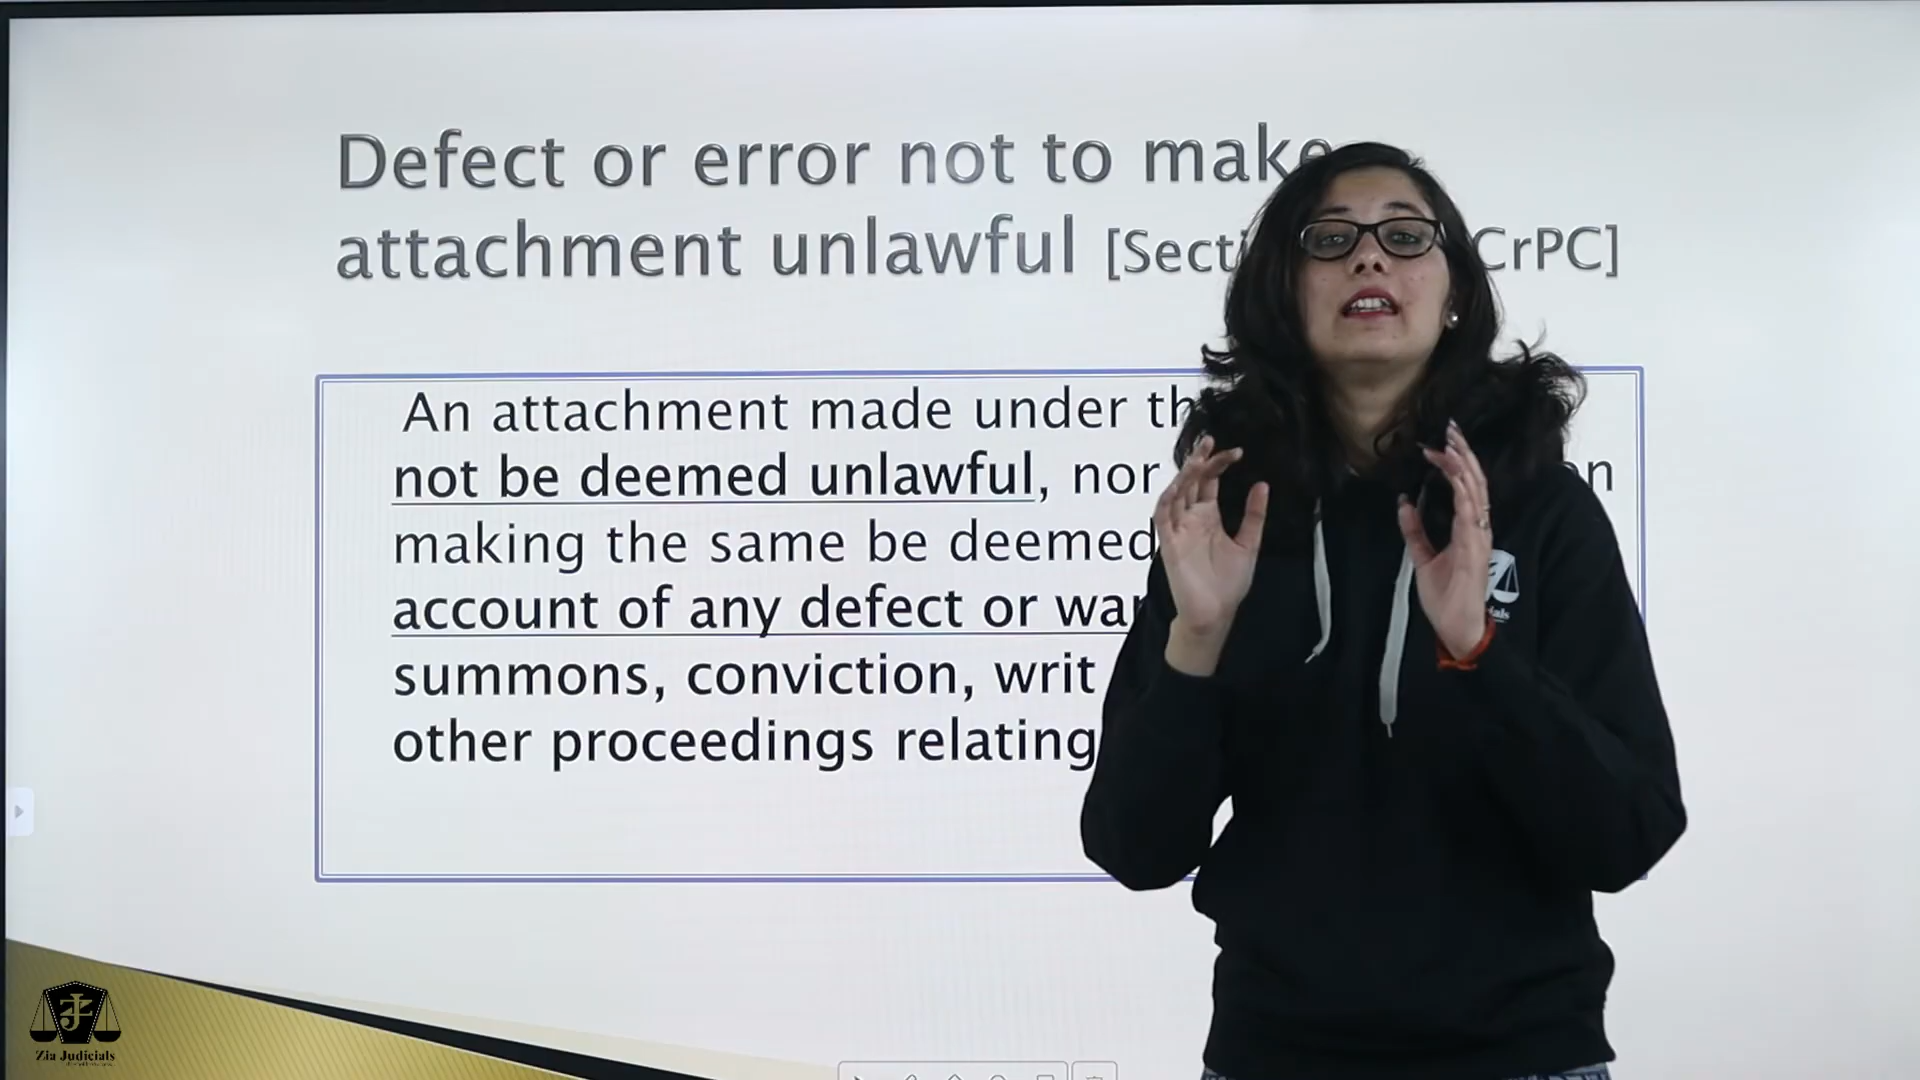 Defect or error not to make
attachment unlawful [Secti CrPC]
An attachment made under th
not be deemed unlawful, nor on
making the same be deemed
account of any defect or wa
summons, conviction, writ
other proceedings relating
Zia Judicials